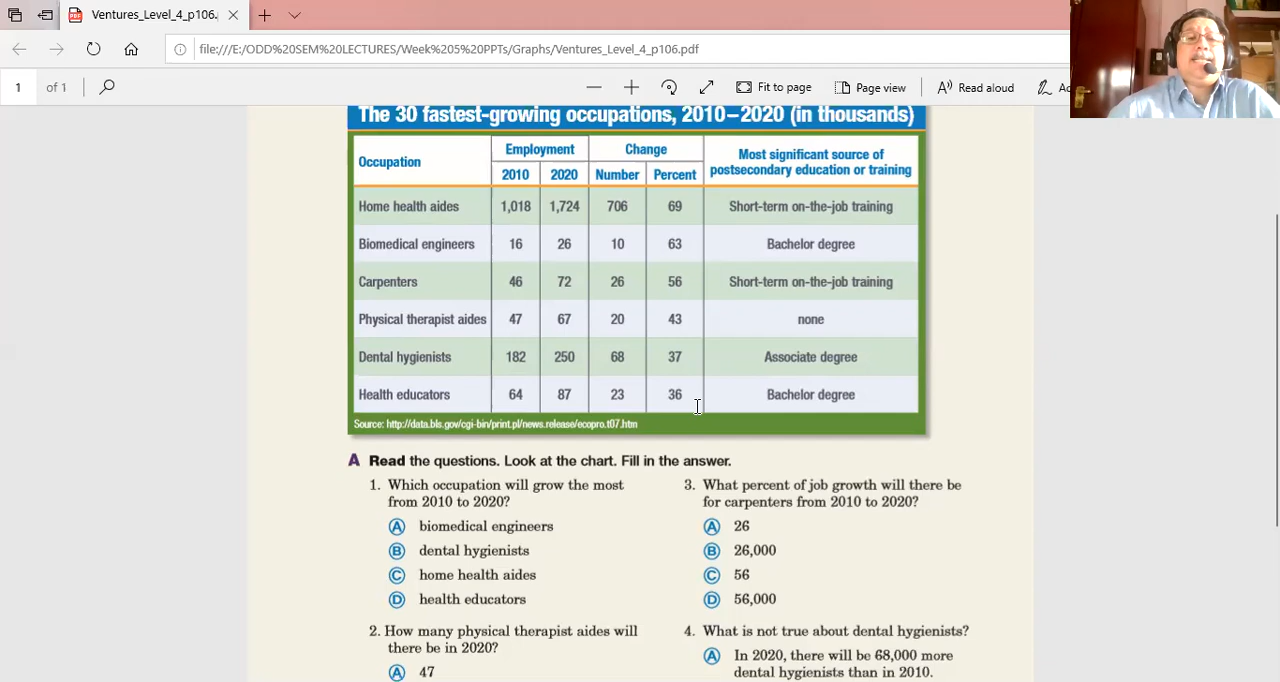 Ventures_Level_4_p106.
file:///E:/ODD%20SEM%20LECTURES/Week%205%20PPTs/Graphs/Ventures_Level_4_p106.pdf
1 of 1 Fit to page Page view Read aloud
The 30 fastest-growing occupations, 2010–2020 (in thousands)
Occupation Employment Change Most significant source of postsecondary education or training
2010 2020 Number Percent
Home health aides 1,018 1,724 706 69 Short-term on-the-job training
Biomedical engineers 16 26 10 63 Bachelor degree
Carpenters 46 72 26 56 Short-term on-the-job training
Physical therapist aides 47 67 20 43 none
Dental hygienists 182 250 68 37 Associate degree
Health educators 64 87 23 36 Bachelor degree
Source: http://data.bls.gov/cgi-bin/print.pl/news.release/ecopro.t07.htm
A Read the questions. Look at the chart. Fill in the answer.
1. Which occupation will grow the most
from 2010 to 2020?
A biomedical engineers
B dental hygienists
C home health aides
D health educators
2. How many physical therapist aides will
there be in 2020?
A 47
3. What percent of job growth will there be
for carpenters from 2010 to 2020?
A 26
B 26,000
C 56
D 56,000
4. What is not true about dental hygienists?
A In 2020, there will be 68,000 more
dental hygienists than in 2010.